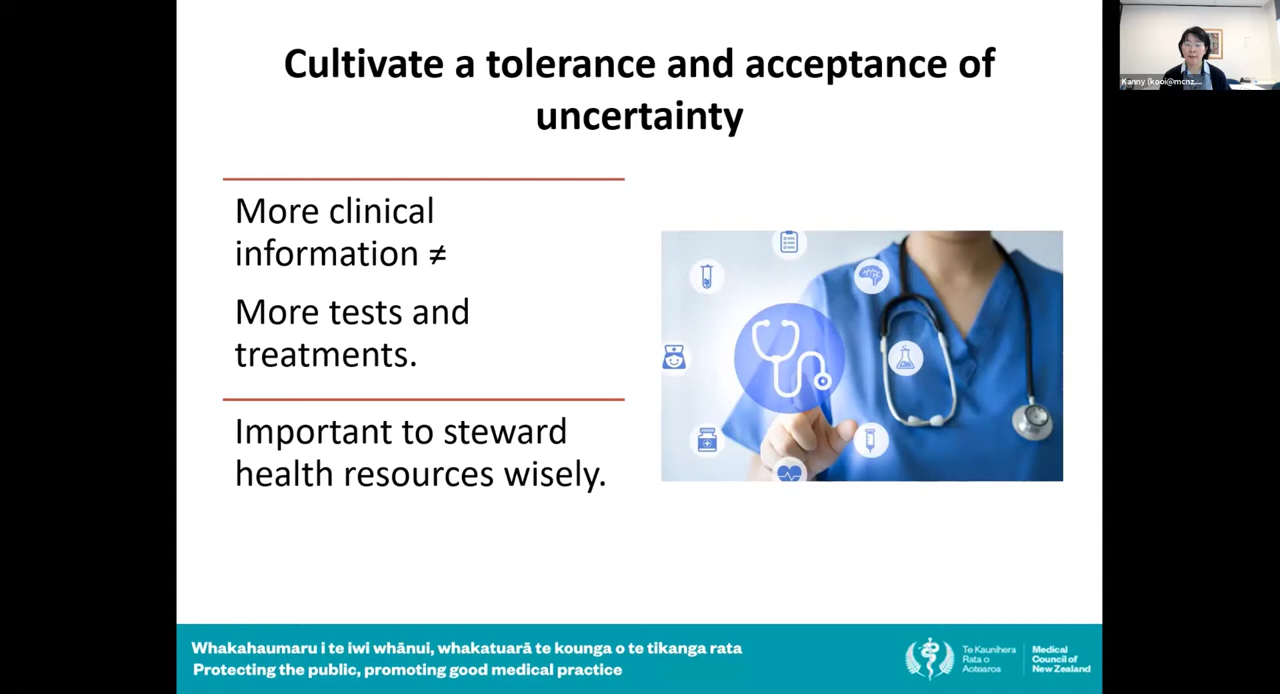 Cultivate a tolerance and acceptance of
uncertainty
More clinical
information ≠
More tests and
treatments.
Important to steward
health resources wisely.
Whakahaumaru i te iwi whānui, whakatuarā te kounga o te tikanga rata
Protecting the public, promoting good medical practice
Te Kaunihera
Rata o
Aotearoa
Medical
Council of
New Zealand
Kanny (kooi@mcnz....